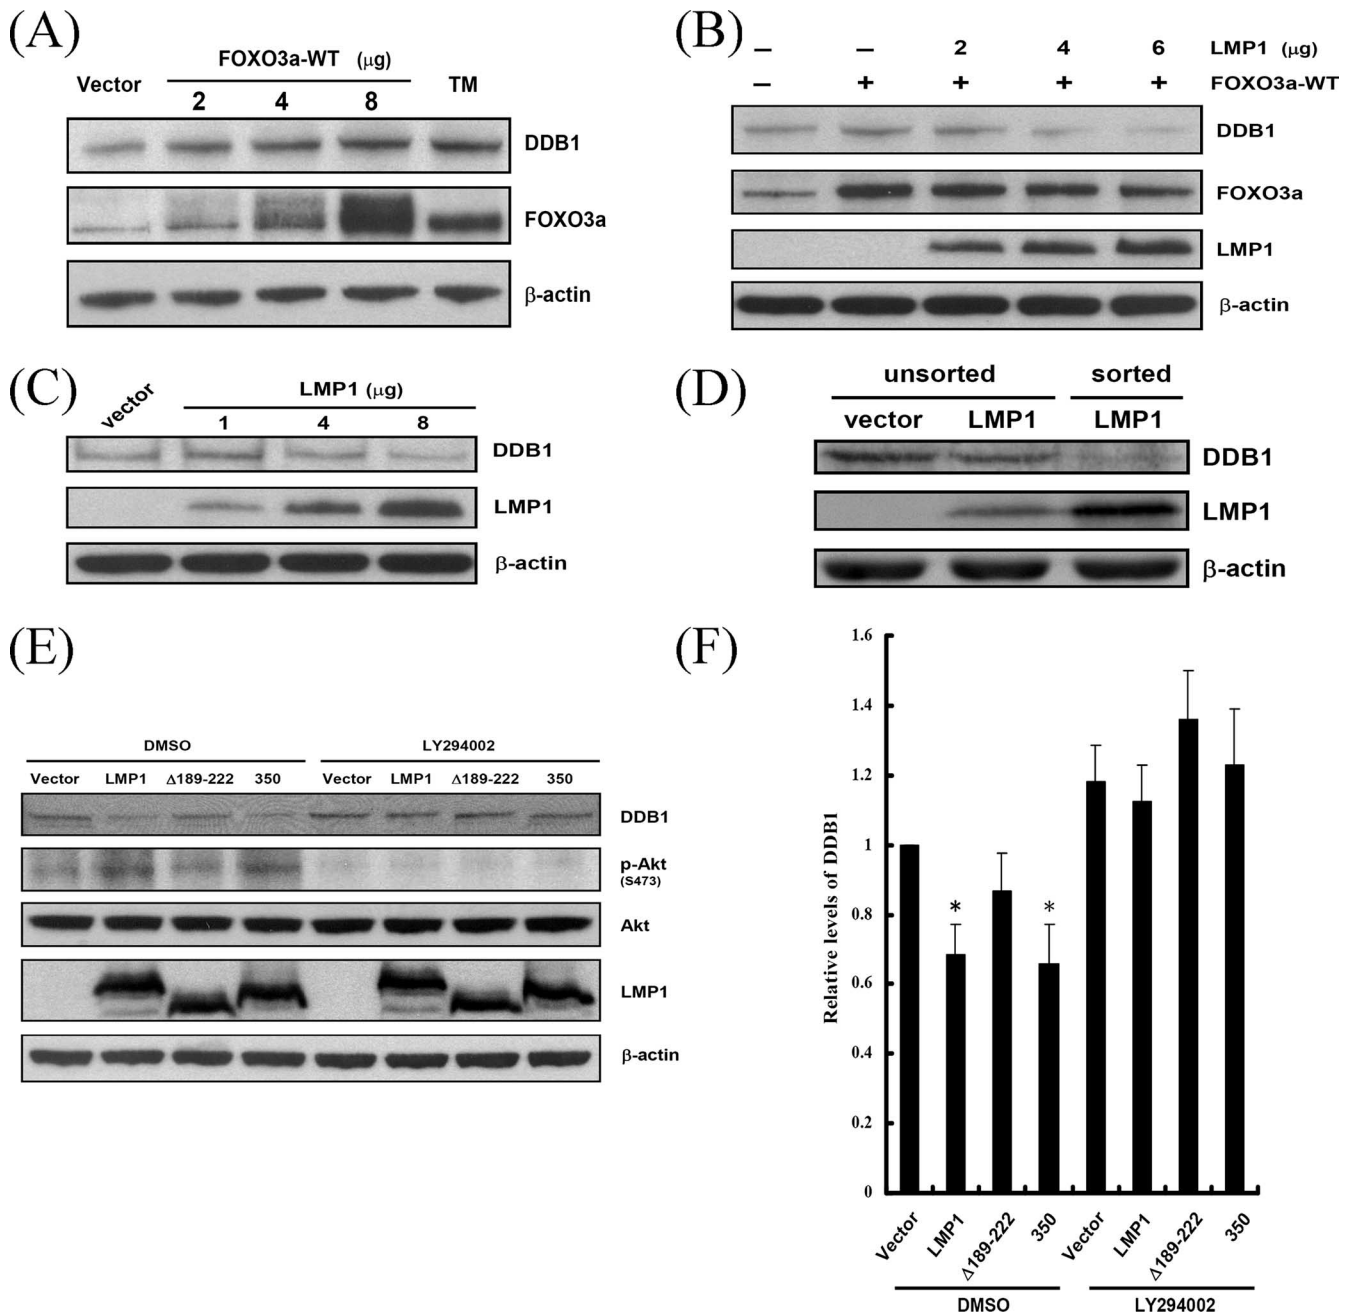 (A)
FOXO3a-WT (μg)
Vector 2 4 8 TM
DDB1
FOXO3a
β-actin
(B)
– – 2 4 6 LMP1 (μg)
– + + + + FOXO3a-WT
DDB1
FOXO3a
LMP1
β-actin
(C)
vector LMP1 (μg)
1 4 8
DDB1
LMP1
β-actin
(D)
unsorted sorted
vector LMP1 LMP1
DDB1
LMP1
β-actin
(E)
DMSO LY294002
Vector LMP1 Δ189-222 350 Vector LMP1 Δ189-222 350
DDB1
p-Akt
(S473)
Akt
LMP1
β-actin
(F)
Relative levels of DDB1
1.6
1.4
1.2
1
0.8
0.6
0.4
0.2
0
* *
Vector LMP1 Δ189-222 350 Vector LMP1 Δ189-222 350
DMSO LY294002